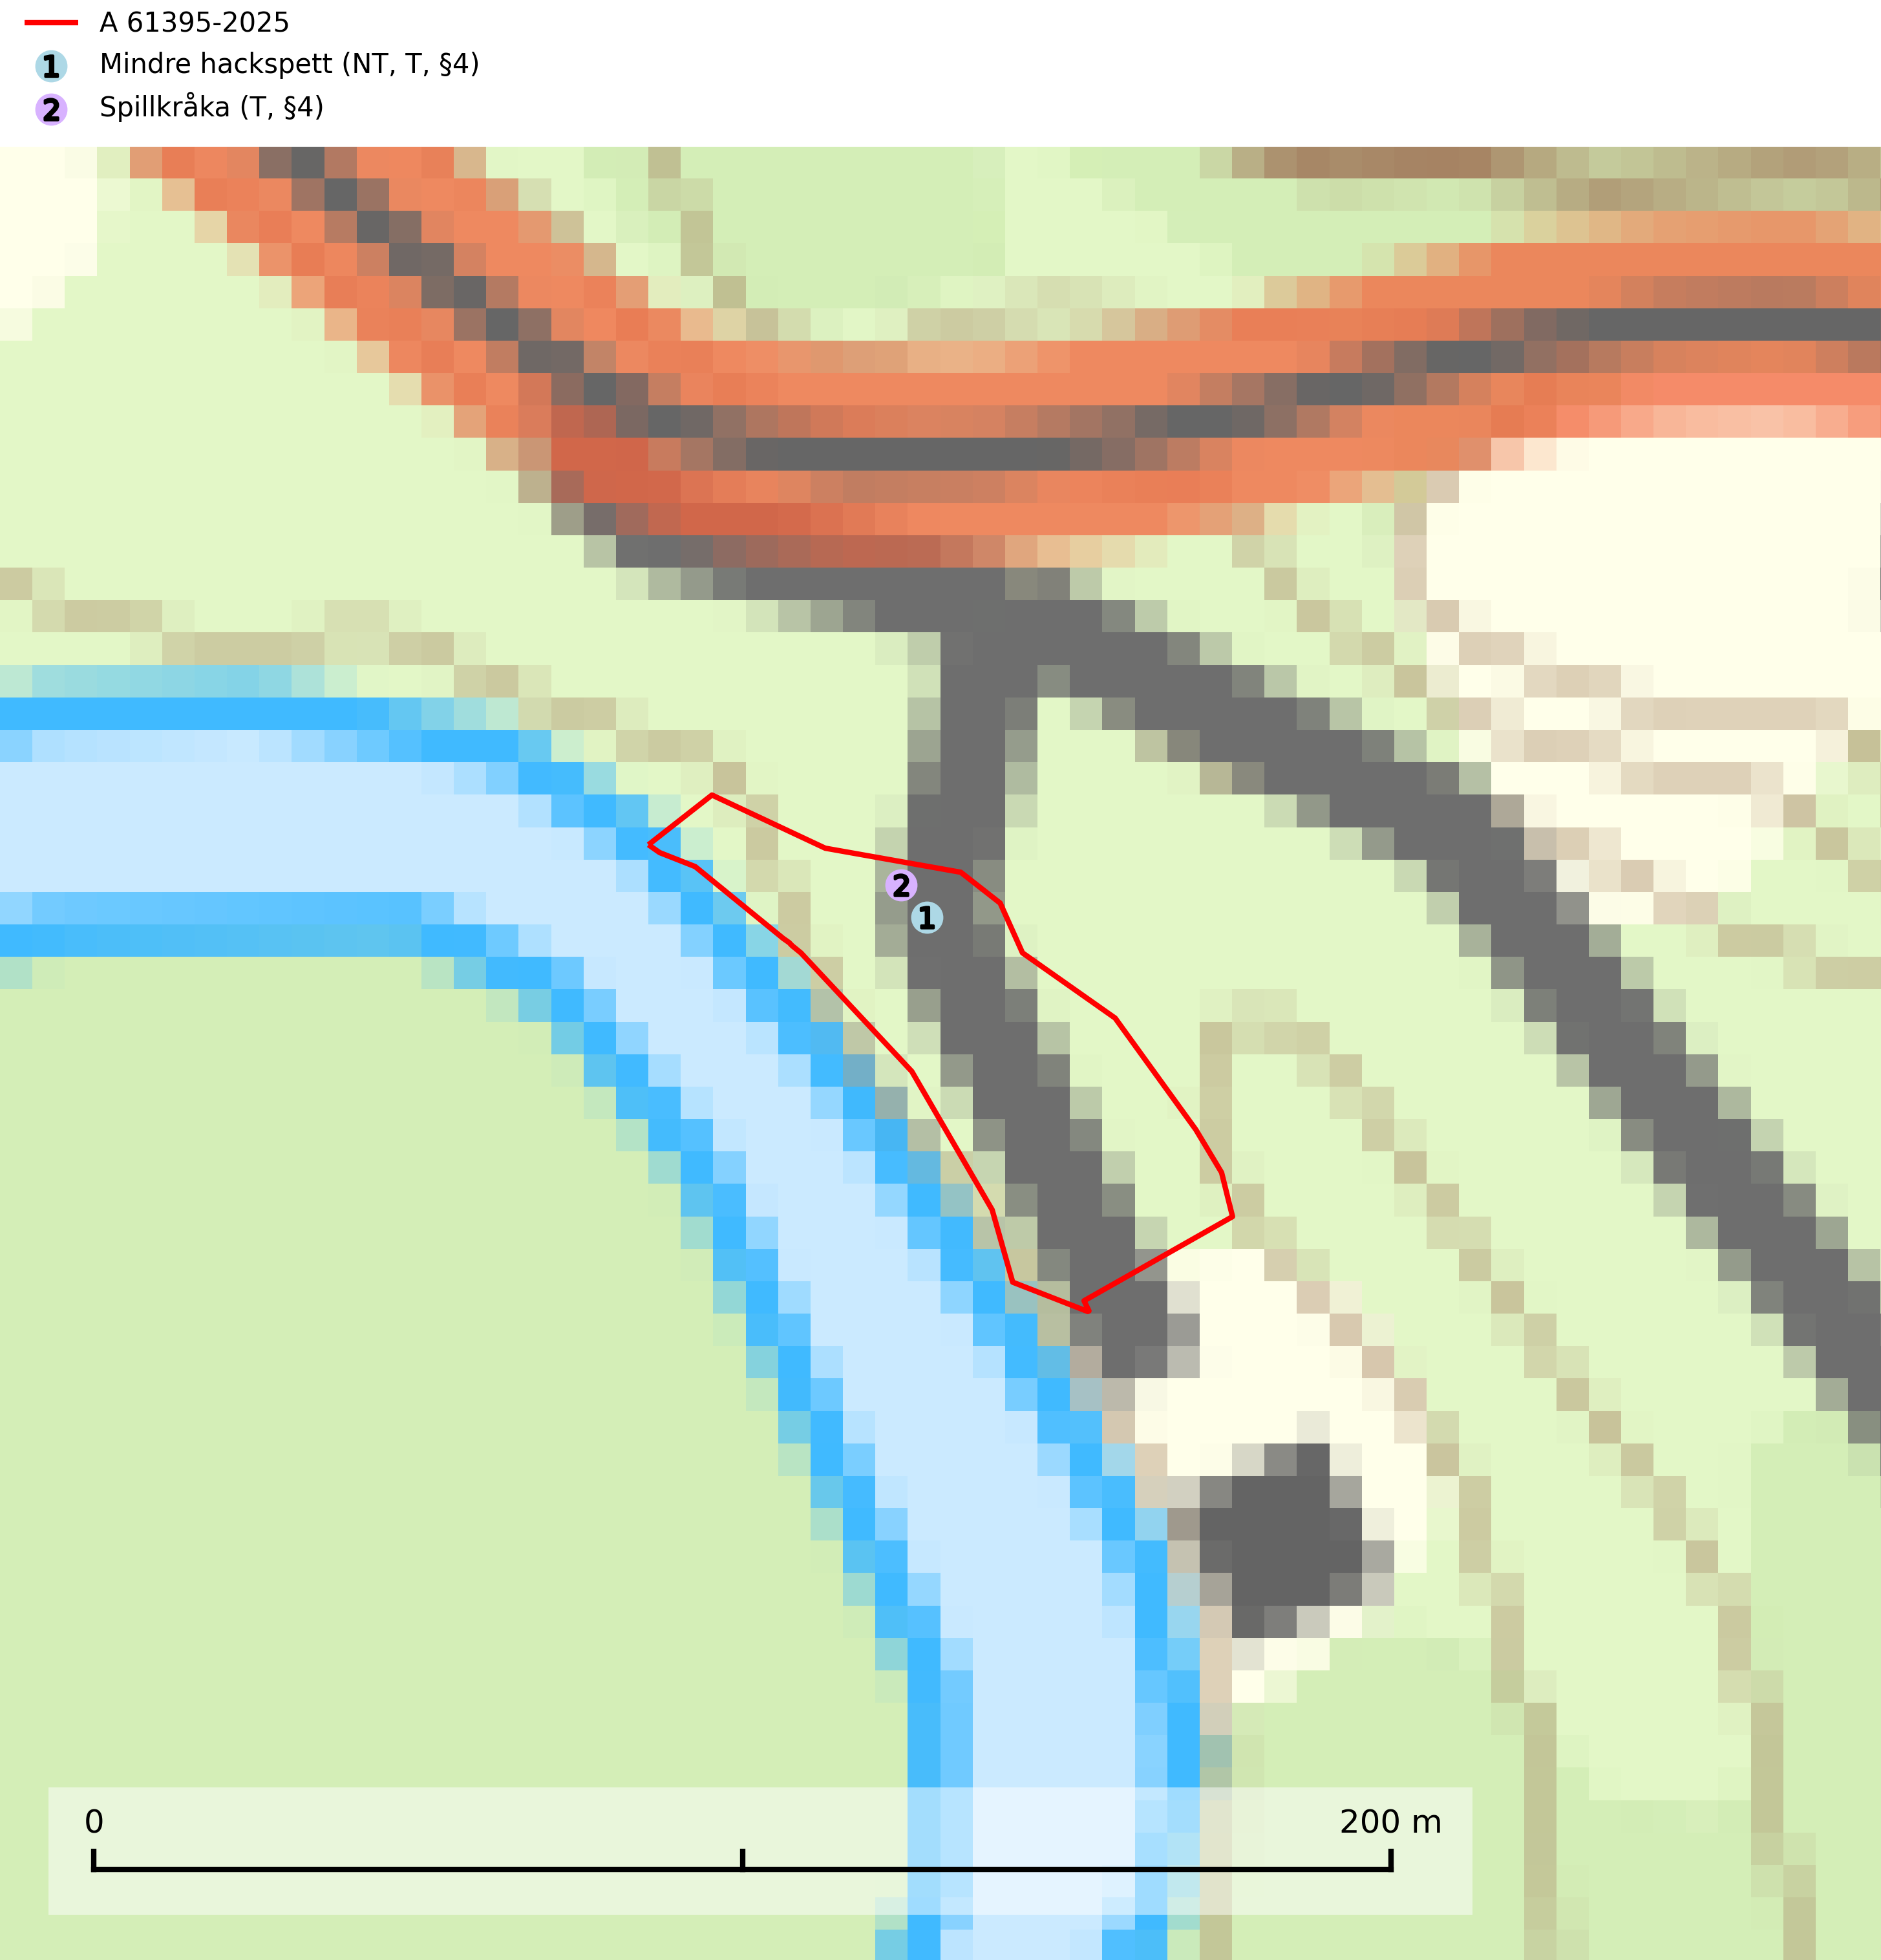 A 61395-2025
1 Mindre hackspett (NT, T, §4)
2 Spillkråka (T, §4)
2
1
0 200 m